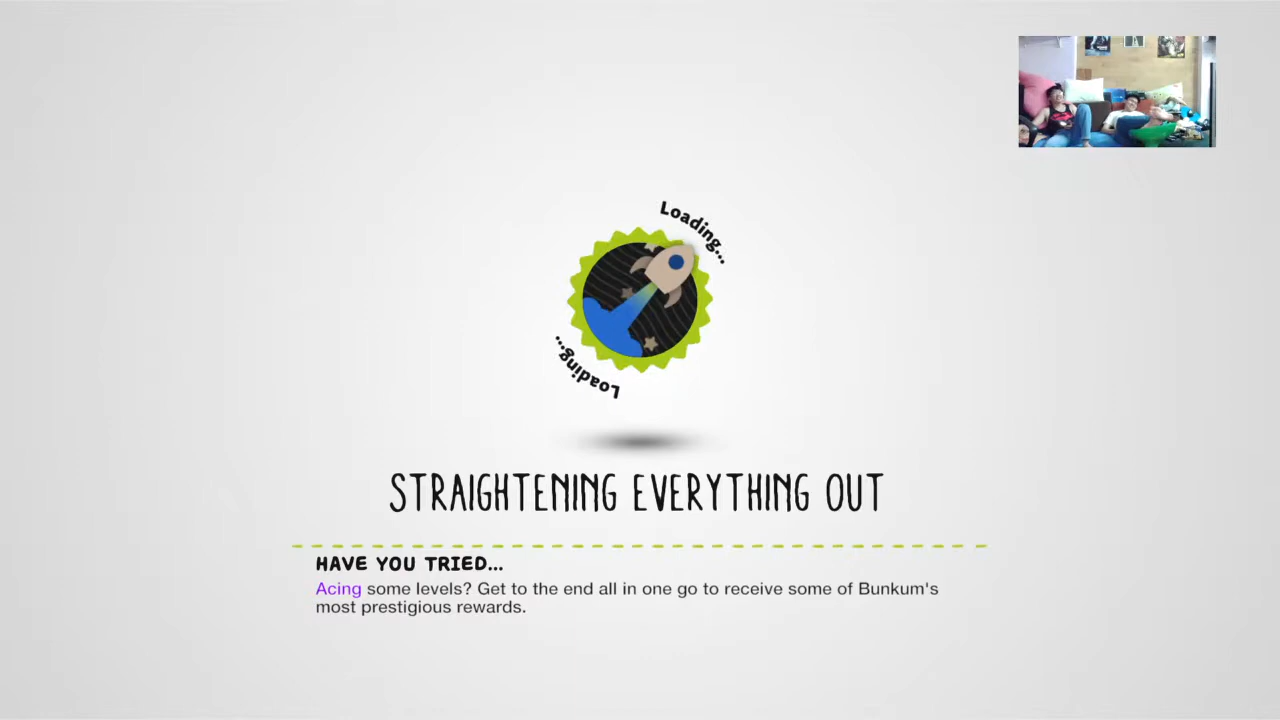 Loading...
Loading...
STRAIGHTENING EVERYTHING OUT
HAVE YOU TRIED...
Acing some levels? Get to the end all in one go to receive some of Bunkum's
most prestigious rewards.